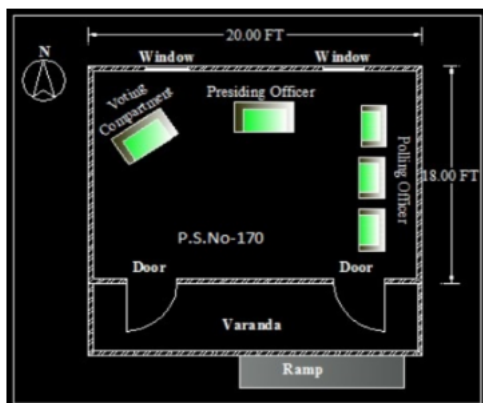 20.00 FT
N
Window
Window
Voting
Compartment
Presiding Officer
Polling Officer
18.00 FT
P.S.No-170
Door
Door
Varanda
Ramp